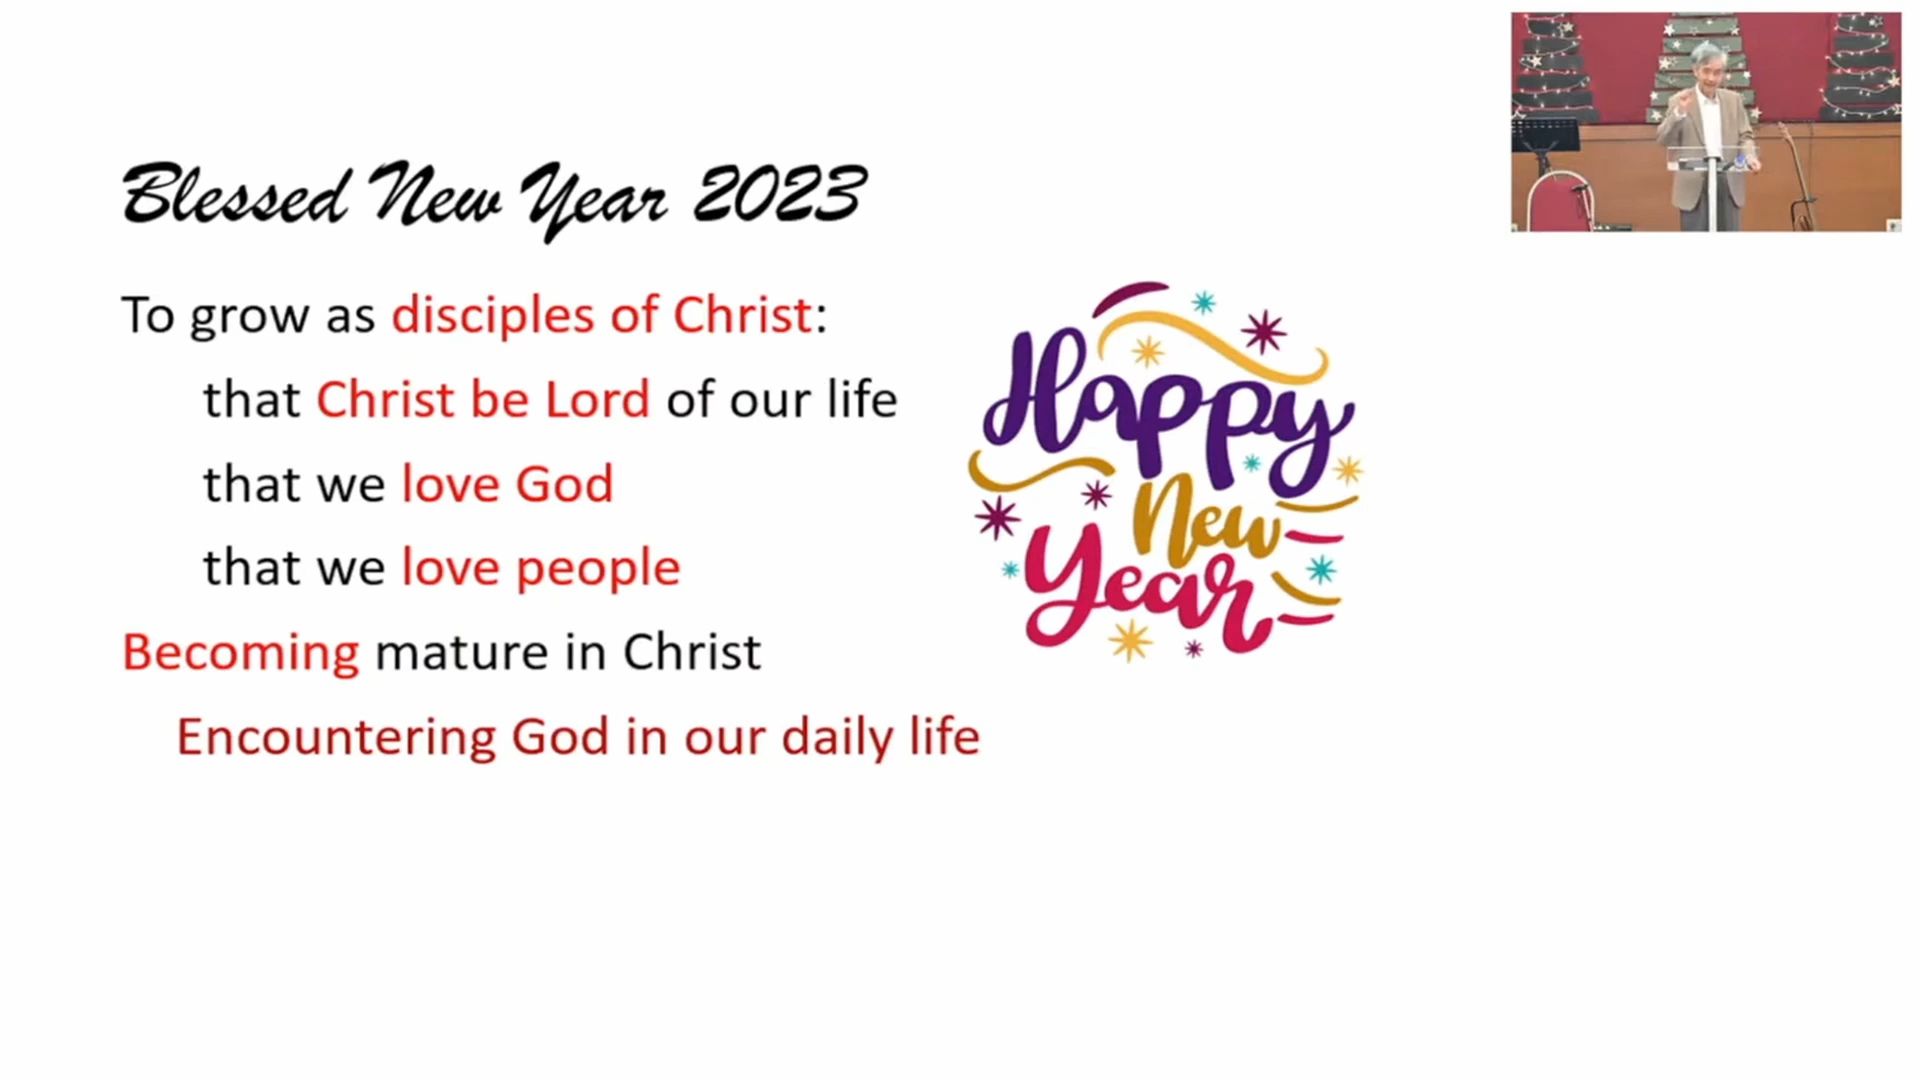 Blessed New Year 2023
To grow as disciples of Christ:
that Christ be Lord of our life
that we love God
that we love people
Becoming mature in Christ
Encountering God in our daily life
Happy
New
Year